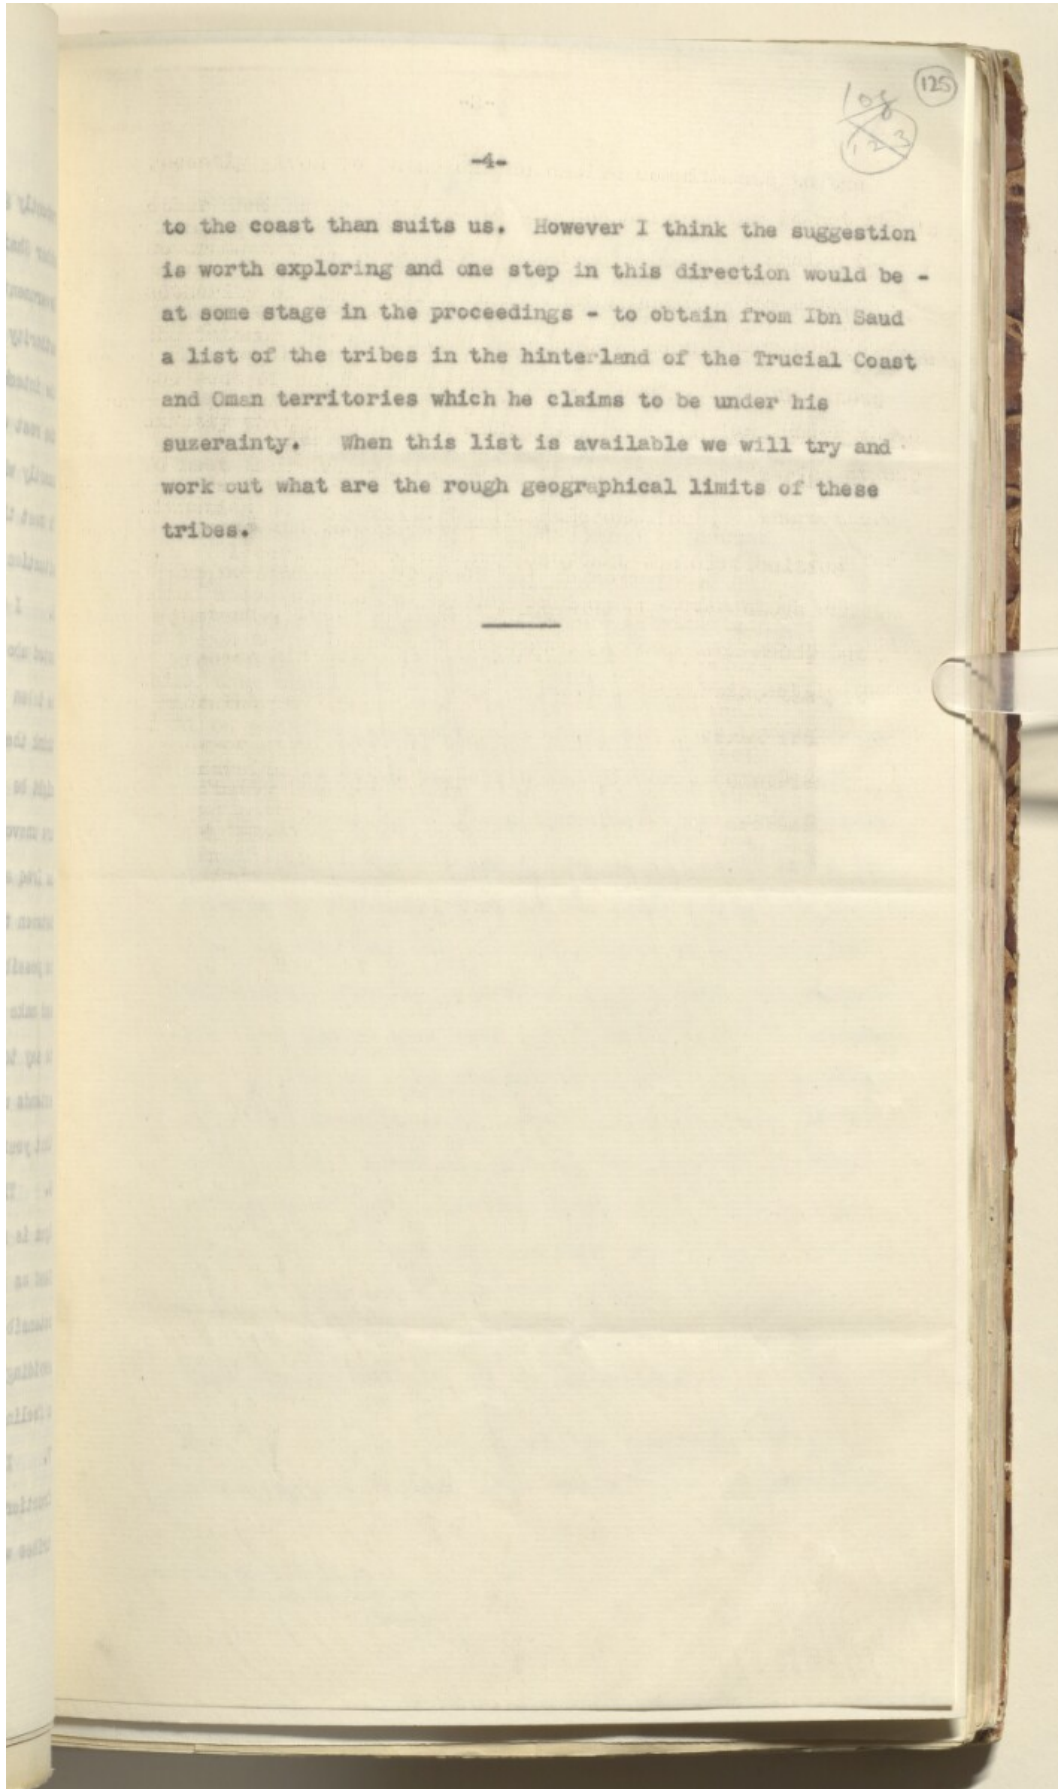 125
108
123
-4-
to the coast than suits us. However I think the suggestion
is worth exploring and one step in this direction would be -
at some stage in the proceedings - to obtain from Ibn Saud
a list of the tribes in the hinterland of the Trucial Coast
and Oman territories which he claims to be under his
suzerainty. When this list is available we will try and
work out what are the rough geographical limits of these
tribes.